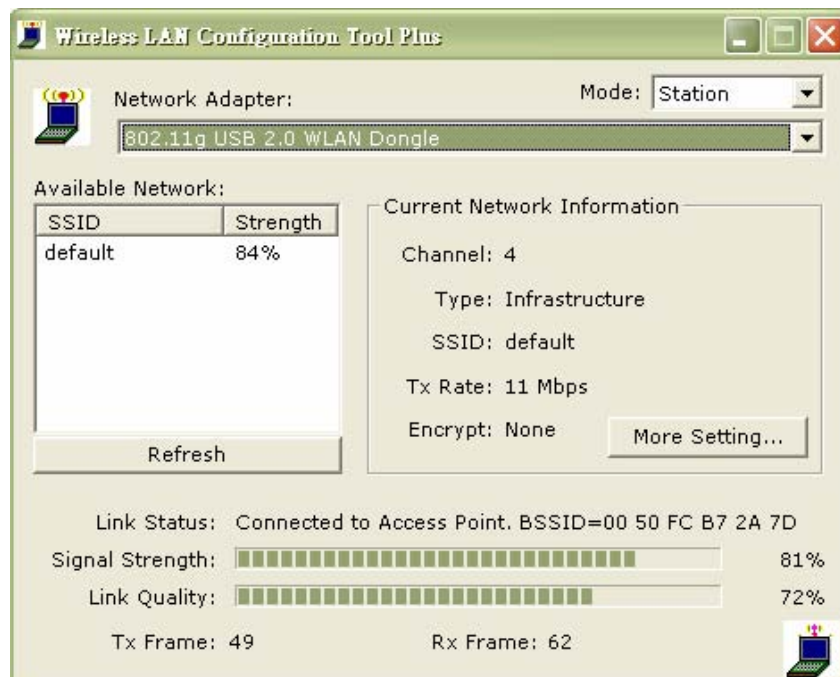 Wireless LAN Configuration Tool Plus
Network Adapter:
Mode: Station
802.11g USB 2.0 WLAN Dongle
Available Network:
SSID Strength
default 84%
Refresh
Current Network Information
Channel: 4
Type: Infrastructure
SSID: default
Tx Rate: 11 Mbps
Encrypt: None
More Setting...
Link Status: Connected to Access Point. BSSID=00 50 FC B7 2A 7D
Signal Strength: 81%
Link Quality: 72%
Tx Frame: 49 Rx Frame: 62